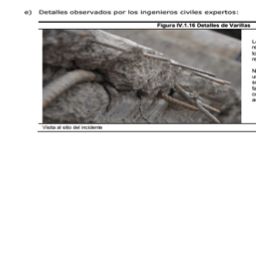 e) Detalles observados por los ingenieros civiles expertos:
Figura IV.1.16 Detalles de Varillas
Visita al sitio del incidente